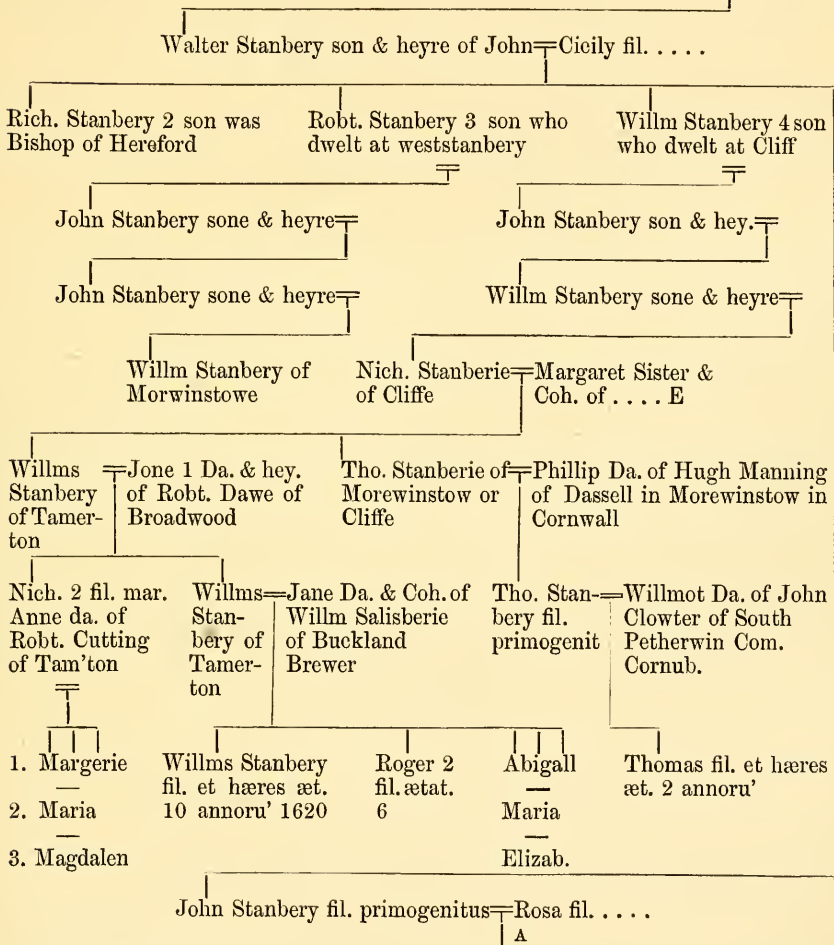 Walter Stanbery son & heyre of John=Cicily fil. . . . .
Rich. Stanbery 2 son was
Bishop of Hereford
Robt. Stanbery 3 son who
dwelt at weststanbery
Willm Stanbery 4 son
who dwelt at Cliff
John Stanbery sone & heyre=
John Stanbery son & hey.=
John Stanbery sone & heyre=
Willm Stanbery sone & heyre=
Willm Stanbery of
Morwinstowe
Nich. Stanberie=Margaret Sister &
of Cliffe
Coh. of . . . . E
Willms
Stanbery
of Tamer-
ton
=Jone 1 Da. & hey.
of Robt. Dawe of
Broadwood
Tho. Stanberie of=
Morewinstow or
Cliffe
Phillip Da. of Hugh Manning
of Dassell in Morewinstow in
Cornwall
Nich. 2 fil. mar.
Anne da. of
Robt. Cutting
of Tam'ton
Willms=
Stan-
bery of
Tamer-
ton
Jane Da. & Coh. of
Willm Salisberie
of Buckland
Brewer
Tho. Stan-=
bery fil.
primogenit
Willmot Da. of John
Clowter of South
Petherwin Com.
Cornub.
1. Margerie
—
2. Maria
—
3. Magdalen
Willms Stanbery
fil. et hæres æt.
10 annoru' 1620
Roger 2
fil. ætat.
6
Abigall
—
Maria
—
Elizab.
Thomas fil. et hæres
æt. 2 annoru'
John Stanbery fil. primogenitus=Rosa fil. . . . .
A